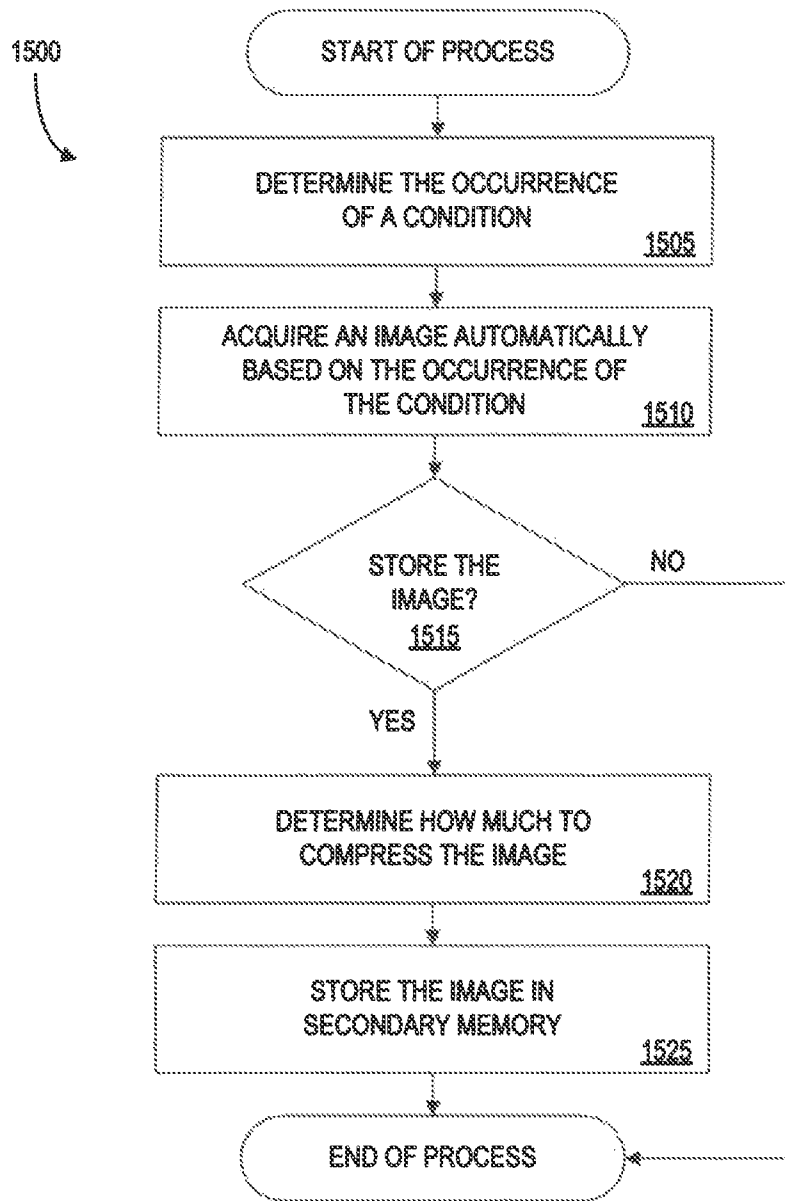 1500
START OF PROCESS
DETERMINE THE OCCURRENCE
OF A CONDITION
1505
ACQUIRE AN IMAGE AUTOMATICALLY
BASED ON THE OCCURRENCE OF
THE CONDITION
1510
STORE THE
IMAGE?
1515
NO
YES
DETERMINE HOW MUCH TO
COMPRESS THE IMAGE
1520
STORE THE IMAGE IN
SECONDARY MEMORY
1525
END OF PROCESS